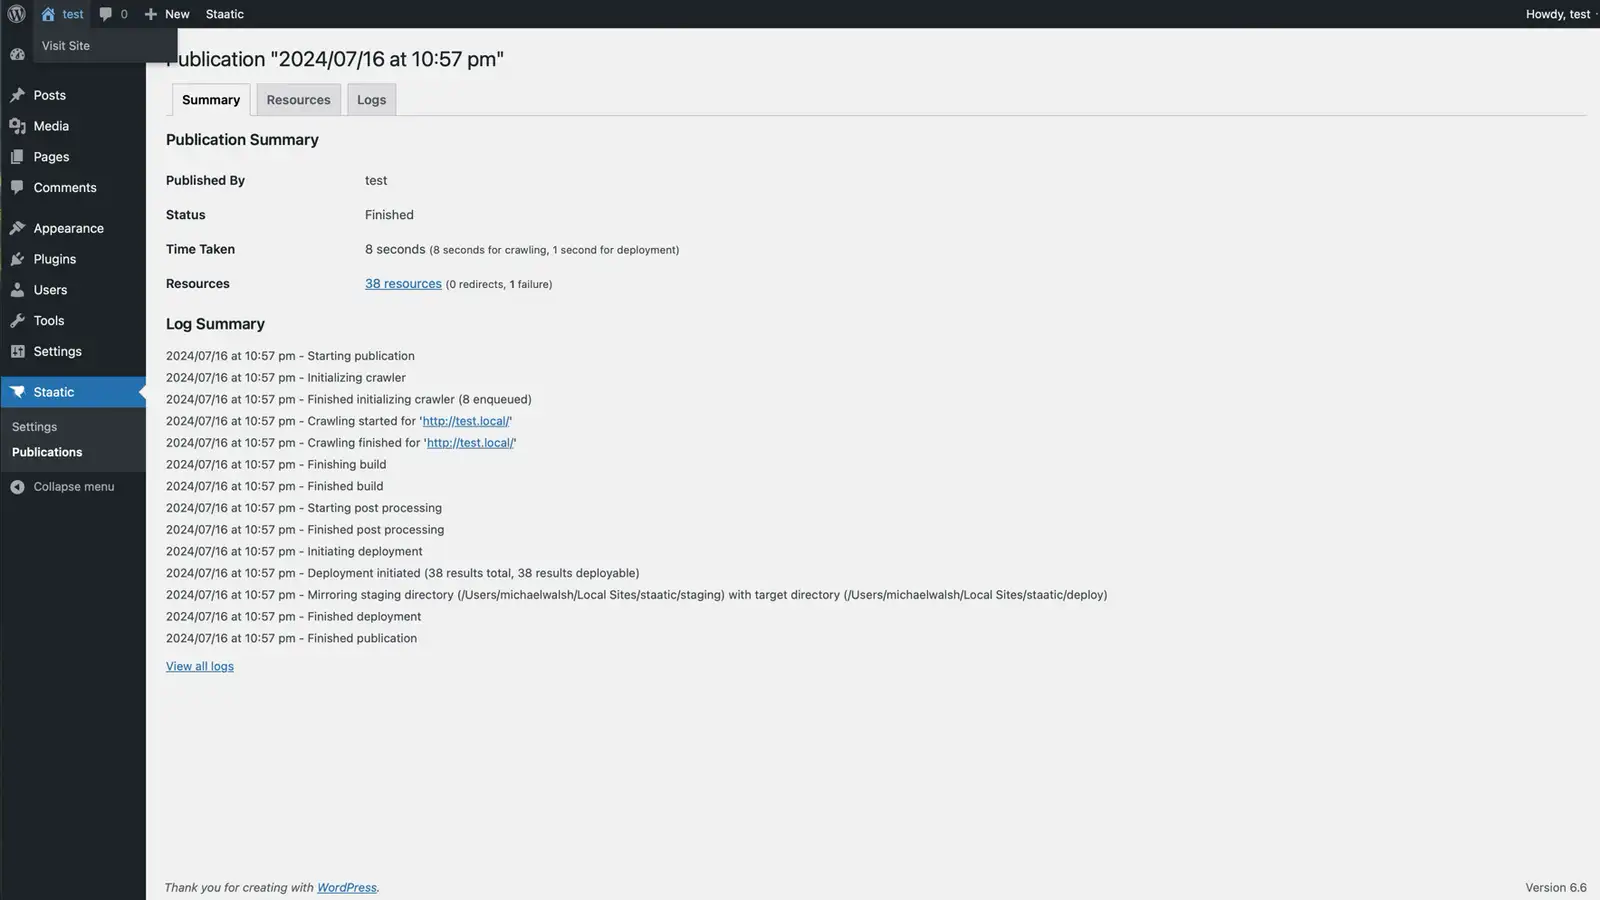 test 0 New Staatic Howdy, test
Visit Site
Publication "2024/07/16 at 10:57 pm"
Summary Resources Logs
Posts
Media
Pages
Comments
Appearance
Plugins
Users
Tools
Settings
Staatic
Settings
Publications
Collapse menu
Publication Summary
Published By test
Status Finished
Time Taken 8 seconds (8 seconds for crawling, 1 second for deployment)
Resources 38 resources (0 redirects, 1 failure)
Log Summary
2024/07/16 at 10:57 pm - Starting publication
2024/07/16 at 10:57 pm - Initializing crawler
2024/07/16 at 10:57 pm - Finished initializing crawler (8 enqueued)
2024/07/16 at 10:57 pm - Crawling started for 'http://test.local/'
2024/07/16 at 10:57 pm - Crawling finished for 'http://test.local/'
2024/07/16 at 10:57 pm - Finishing build
2024/07/16 at 10:57 pm - Finished build
2024/07/16 at 10:57 pm - Starting post processing
2024/07/16 at 10:57 pm - Finished post processing
2024/07/16 at 10:57 pm - Initiating deployment
2024/07/16 at 10:57 pm - Deployment initiated (38 results total, 38 results deployable)
2024/07/16 at 10:57 pm - Mirroring staging directory (/Users/michaelwalsh/Local Sites/staatic/staging) with target directory (/Users/michaelwalsh/Local Sites/staatic/deploy)
2024/07/16 at 10:57 pm - Finished deployment
2024/07/16 at 10:57 pm - Finished publication
View all logs
Thank you for creating with WordPress.
Version 6.6